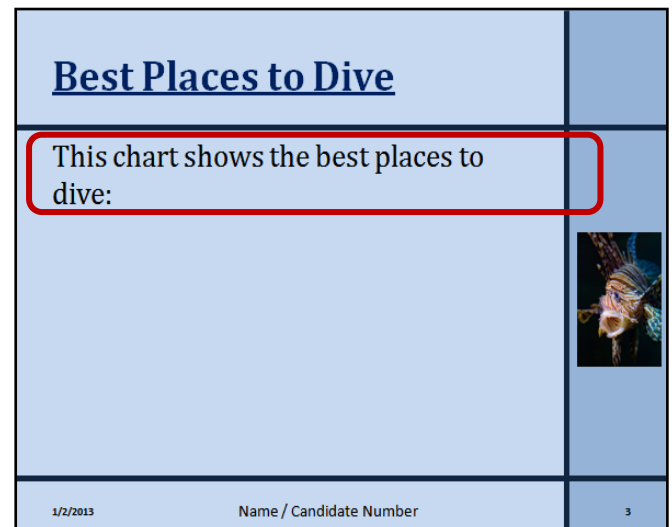 Best Places to Dive
This chart shows the best places to
dive:
1/2/2013 Name / Candidate Number 3